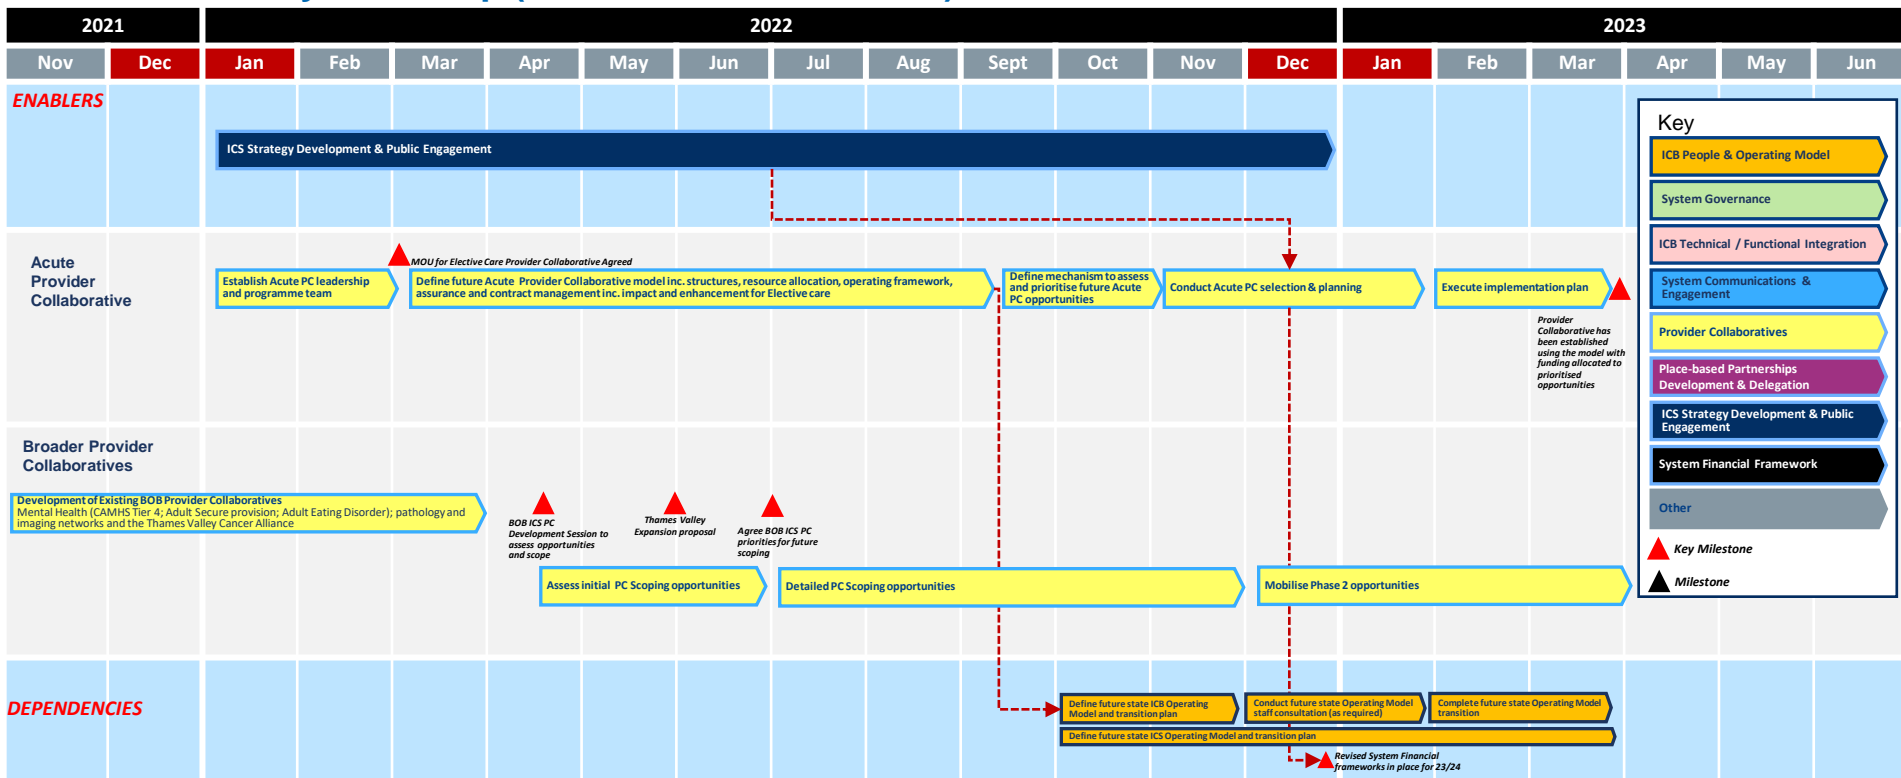 2021
2022
2023
Nov
Dec
Jan
Feb
Mar
Apr
May
Jun
Jul
Aug
Sept
Oct
Nov
Dec
Jan
Feb
Mar
Apr
May
Jun
ENABLERS
ICS Strategy Development & Public Engagement
Acute
Provider
Collaborative
MOU for Elective Care Provider Collaborative Agreed
Establish Acute PC leadership
and programme team
Define future Acute Provider Collaborative model inc. structures, resource allocation, operating framework,
assurance and contract management inc. impact and enhancement for Elective care
Define mechanism to assess
and prioritise future Acute
PC opportunities
Conduct Acute PC selection & planning
Execute implementation plan
Provider
Collaborative has
been established
using the model with
funding allocated to
prioritised
opportunities
Broader Provider
Collaboratives
Development of Existing BOB Provider Collaboratives
Mental Health (CAMHS Tier 4; Adult Secure provision; Adult Eating Disorder); pathology and
imaging networks and the Thames Valley Cancer Alliance
BOB ICS PC
Development Session to
assess opportunities
and scope
Thames Valley
Expansion proposal
Agree BOB ICS PC
priorities for future
scoping
Assess initial PC Scoping opportunities
Detailed PC Scoping opportunities
Mobilise Phase 2 opportunities
DEPENDENCIES
Define future state ICB Operating
Model and transition plan
Conduct future state Operating Model
staff consultation (as required)
Complete future state Operating Model
transition
Define future state ICS Operating Model and transition plan
Revised System Financial
frameworks in place for 23/24
Key
ICB People & Operating Model
System Governance
ICB Technical / Functional Integration
System Communications &
Engagement
Provider Collaboratives
Place-based Partnerships
Development & Delegation
ICS Strategy Development & Public
Engagement
System Financial Framework
Other
Key Milestone
Milestone